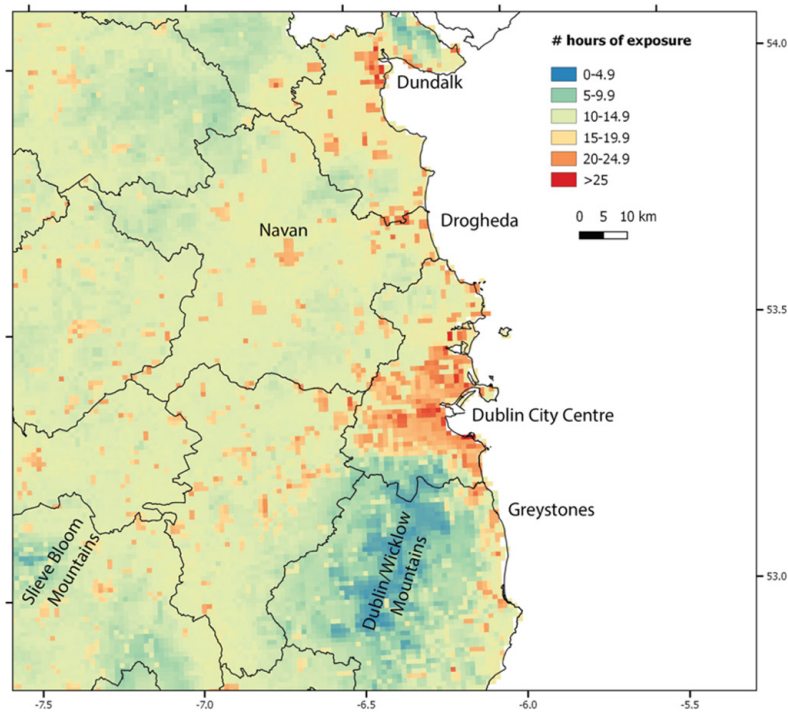 # hours of exposure
0-4.9
5-9.9
10-14.9
15-19.9
20-24.9
>25
0 5 10 km
54.0
53.5
53.0
Dundalk
Drogheda
Navan
Dublin City Centre
Greystones
Slieve Bloom
Mountains
Dublin/Wicklow
Mountains
-7.5 -7.0 -6.5 -6.0 -5.5